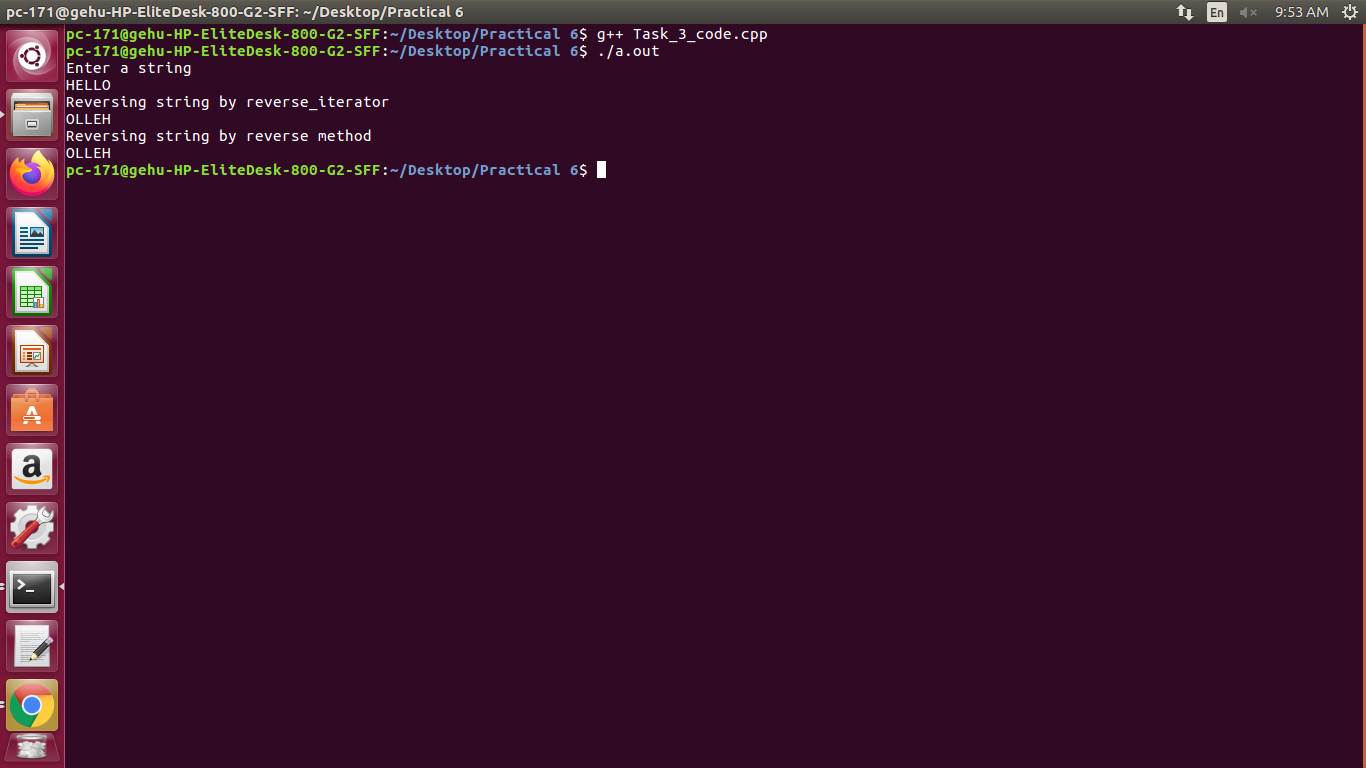 pc-171@gehu-HP-EliteDesk-800-G2-SFF: ~/Desktop/Practical 6
En
9:53 AM
pc-171@gehu-HP-EliteDesk-800-G2-SFF:~/Desktop/Practical 6$ g++ Task_3_code.cpp
pc-171@gehu-HP-EliteDesk-800-G2-SFF:~/Desktop/Practical 6$ ./a.out
Enter a string
HELLO
Reversing string by reverse_iterator
OLLEH
Reversing string by reverse method
OLLEH
pc-171@gehu-HP-EliteDesk-800-G2-SFF:~/Desktop/Practical 6$